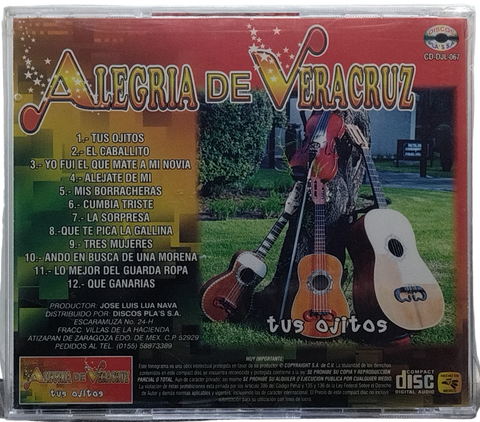 DISCOS
CD-DJL-067
ALEGRIA DE VERACRUZ
1.- TUS OJITOS
2.- EL CABALLITO
3.- YO FUI EL QUE MATE A MI NOVIA
4.- ALEJATE DE MI
5.- MIS BORRACHERAS
6.- CUMBIA TRISTE
7.- LA SORPRESA
8.-QUE TE PICA LA GALLINA
9.- TRES MUJERES
10.- ANDO EN BUSCA DE UNA MORENA
11.- LO MEJOR DEL GUARDA ROPA
12.- QUE GANARIAS
tus ojitos
PRODUCTOR: JOSE LUIS LUA NAVA
DISTRIBUIDO POR: DISCOS PLA'S S.A.
ESCARAMUZA No. 24-H
FRACC. VILLAS DE LA HACIENDA
ATIZAPAN DE ZARAGOZA EDO. DE MEX. C.P. 52929
PEDIDOS AL TEL. (0155) 58873389
ALEGRIA DE VERACRUZ
tus ojitos
MUY IMPORTANTE:
COMPACT
disc
DIGITAL AUDIO